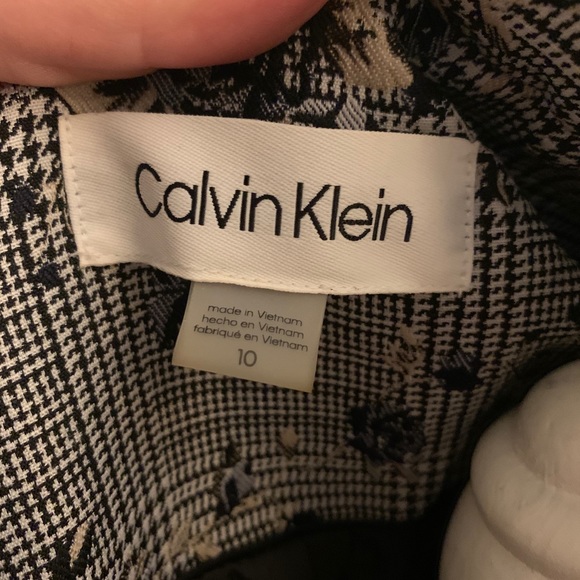 Calvin Klein
made in Vietnam
hecho en Vietnam
fabriqué en Vietnam
10